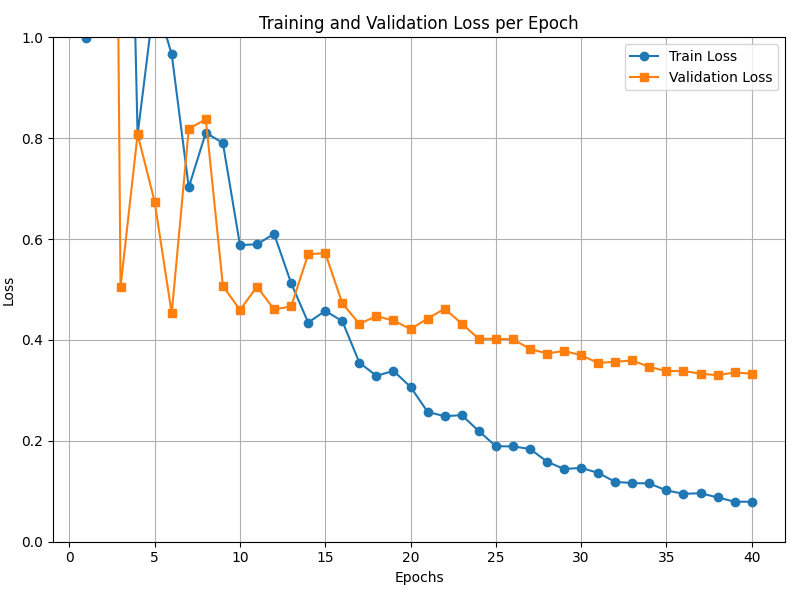 Training and Validation Loss per Epoch
Train Loss
Validation Loss
1.0
0.8
0.6
0.4
0.2
0.0
Loss
0 5 10 15 20 25 30 35 40
Epochs